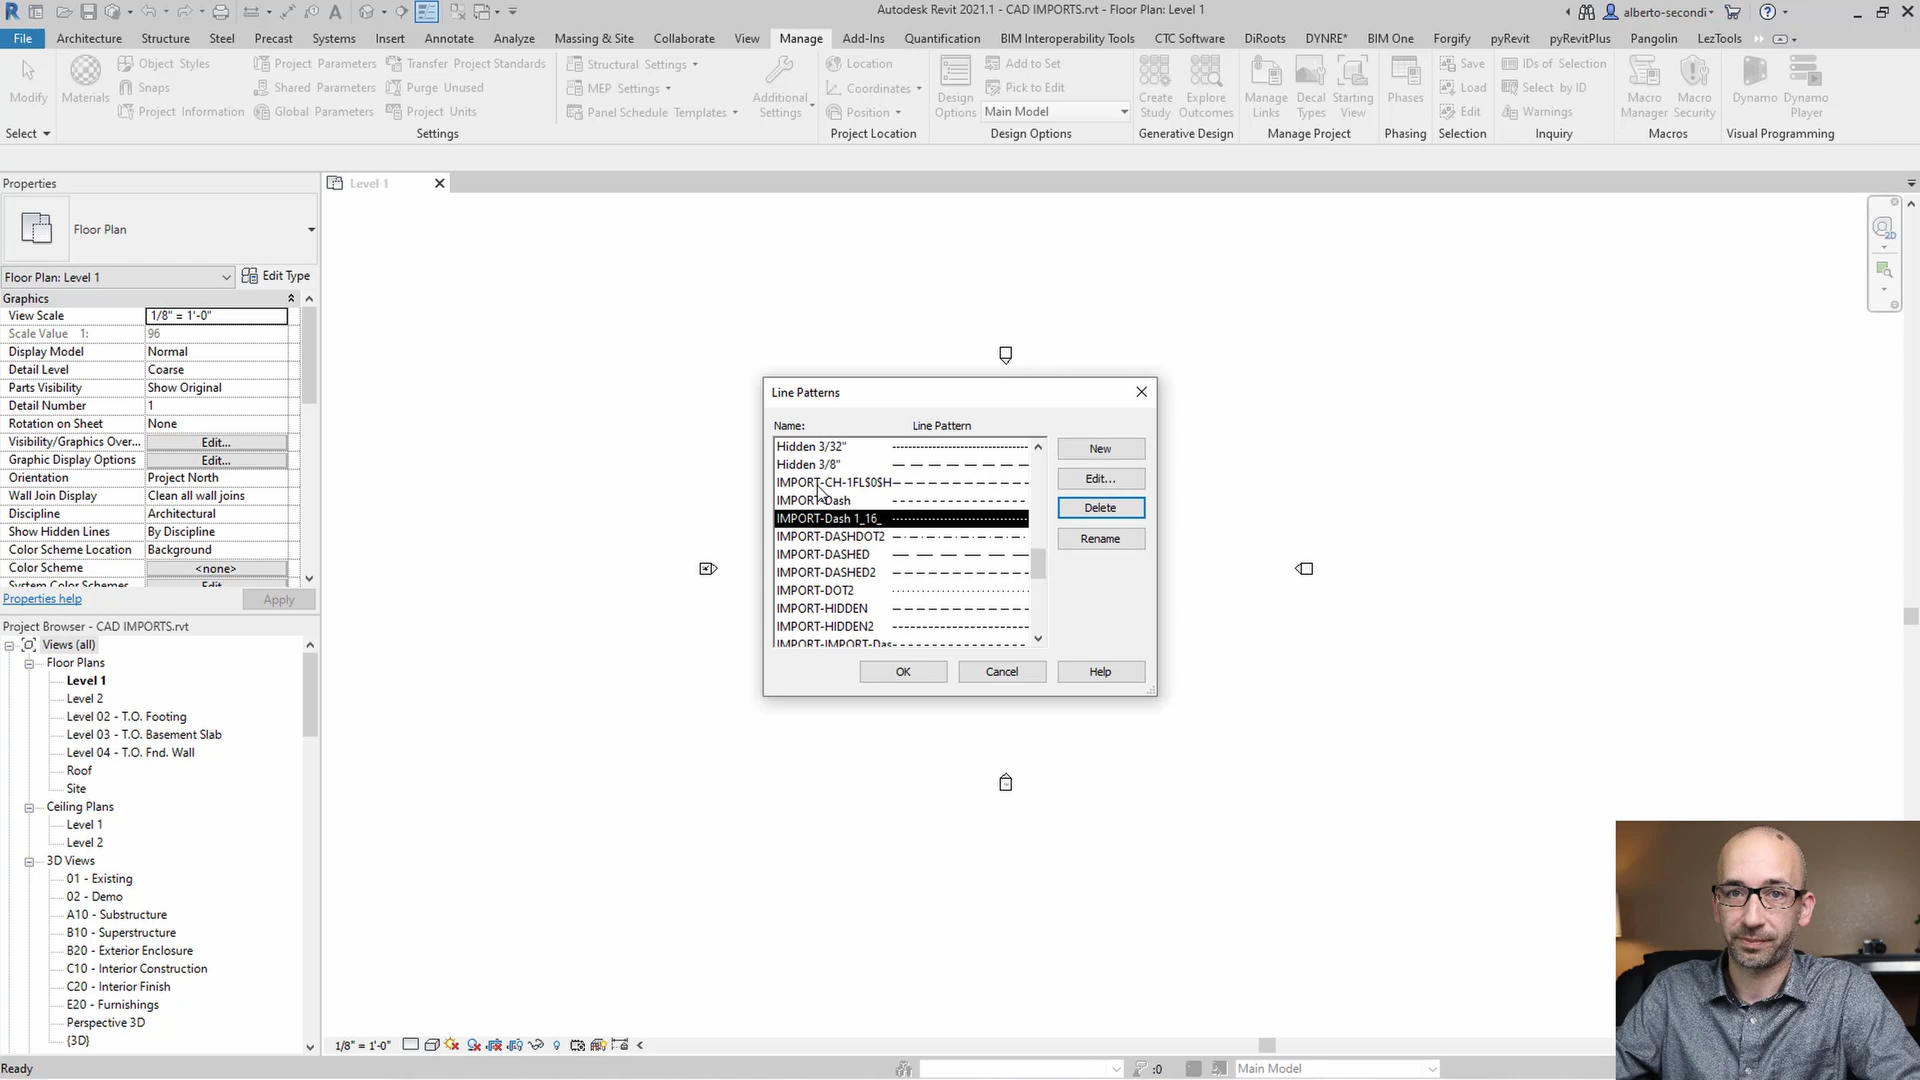 Autodesk Revit 2021.1 - CAD IMPORTS.rvt - Floor Plan: Level 1
alberto-secondi
File Architecture Structure Steel Precast Systems Insert Annotate Analyze Massing & Site Collaborate View Manage Add-Ins Quantification BIM Interoperability Tools CTC Software DiRoots DYNRE* BIM One Forgify pyRevit pyRevitPlus Pangolin LezTools
Modify
Materials
Object Styles
Snaps
Project Information
Project Parameters
Shared Parameters
Global Parameters
Transfer Project Standards
Purge Unused
Project Units
Structural Settings
MEP Settings
Panel Schedule Templates
Additional Settings
Location
Coordinates
Position
Design Options
Add to Set
Pick to Edit
Main Model
Create Study
Explore Outcomes
Manage Links
Decal Types
Starting View
Phases
Save
Load
Edit
IDs of Selection
Select by ID
Warnings
Macro Manager
Macro Security
Dynamo
Dynamo Player
Select
Settings
Project Location
Design Options
Generative Design
Manage Project
Phasing
Selection
Inquiry
Macros
Visual Programming
Properties
Level 1
Floor Plan
Floor Plan: Level 1
Edit Type
Graphics
View Scale 1/8" = 1'-0"
Scale Value 1: 96
Display Model Normal
Detail Level Coarse
Parts Visibility Show Original
Detail Number 1
Rotation on Sheet None
Visibility/Graphics Over... Edit...
Graphic Display Options Edit...
Orientation Project North
Wall Join Display Clean all wall joins
Discipline Architectural
Show Hidden Lines By Discipline
Color Scheme Location Background
Color Scheme <none>
System Color Schemes Edit...
Properties help
Apply
Project Browser - CAD IMPORTS.rvt
Views (all)
Floor Plans
Level 1
Level 2
Level 02 - T.O. Footing
Level 03 - T.O. Basement Slab
Level 04 - T.O. Fnd. Wall
Roof
Site
Ceiling Plans
Level 1
Level 2
3D Views
01 - Existing
02 - Demo
A10 - Substructure
B10 - Superstructure
B20 - Exterior Enclosure
C10 - Interior Construction
C20 - Interior Finish
E20 - Furnishings
Perspective 3D
{3D}
2D
Line Patterns
Name: Line Pattern
Hidden 3/32"
Hidden 3/8"
IMPORT-CH-1FL$0$H
IMPORT-Dash
IMPORT-Dash 1_16_
IMPORT-DASHDOT2
IMPORT-DASHED
IMPORT-DASHED2
IMPORT-DOT2
IMPORT-HIDDEN
IMPORT-HIDDEN2
IMPORT-IMPORT-Das
New
Edit...
Delete
Rename
OK
Cancel
Help
1/8" = 1'-0"
Ready
:0
Main Model